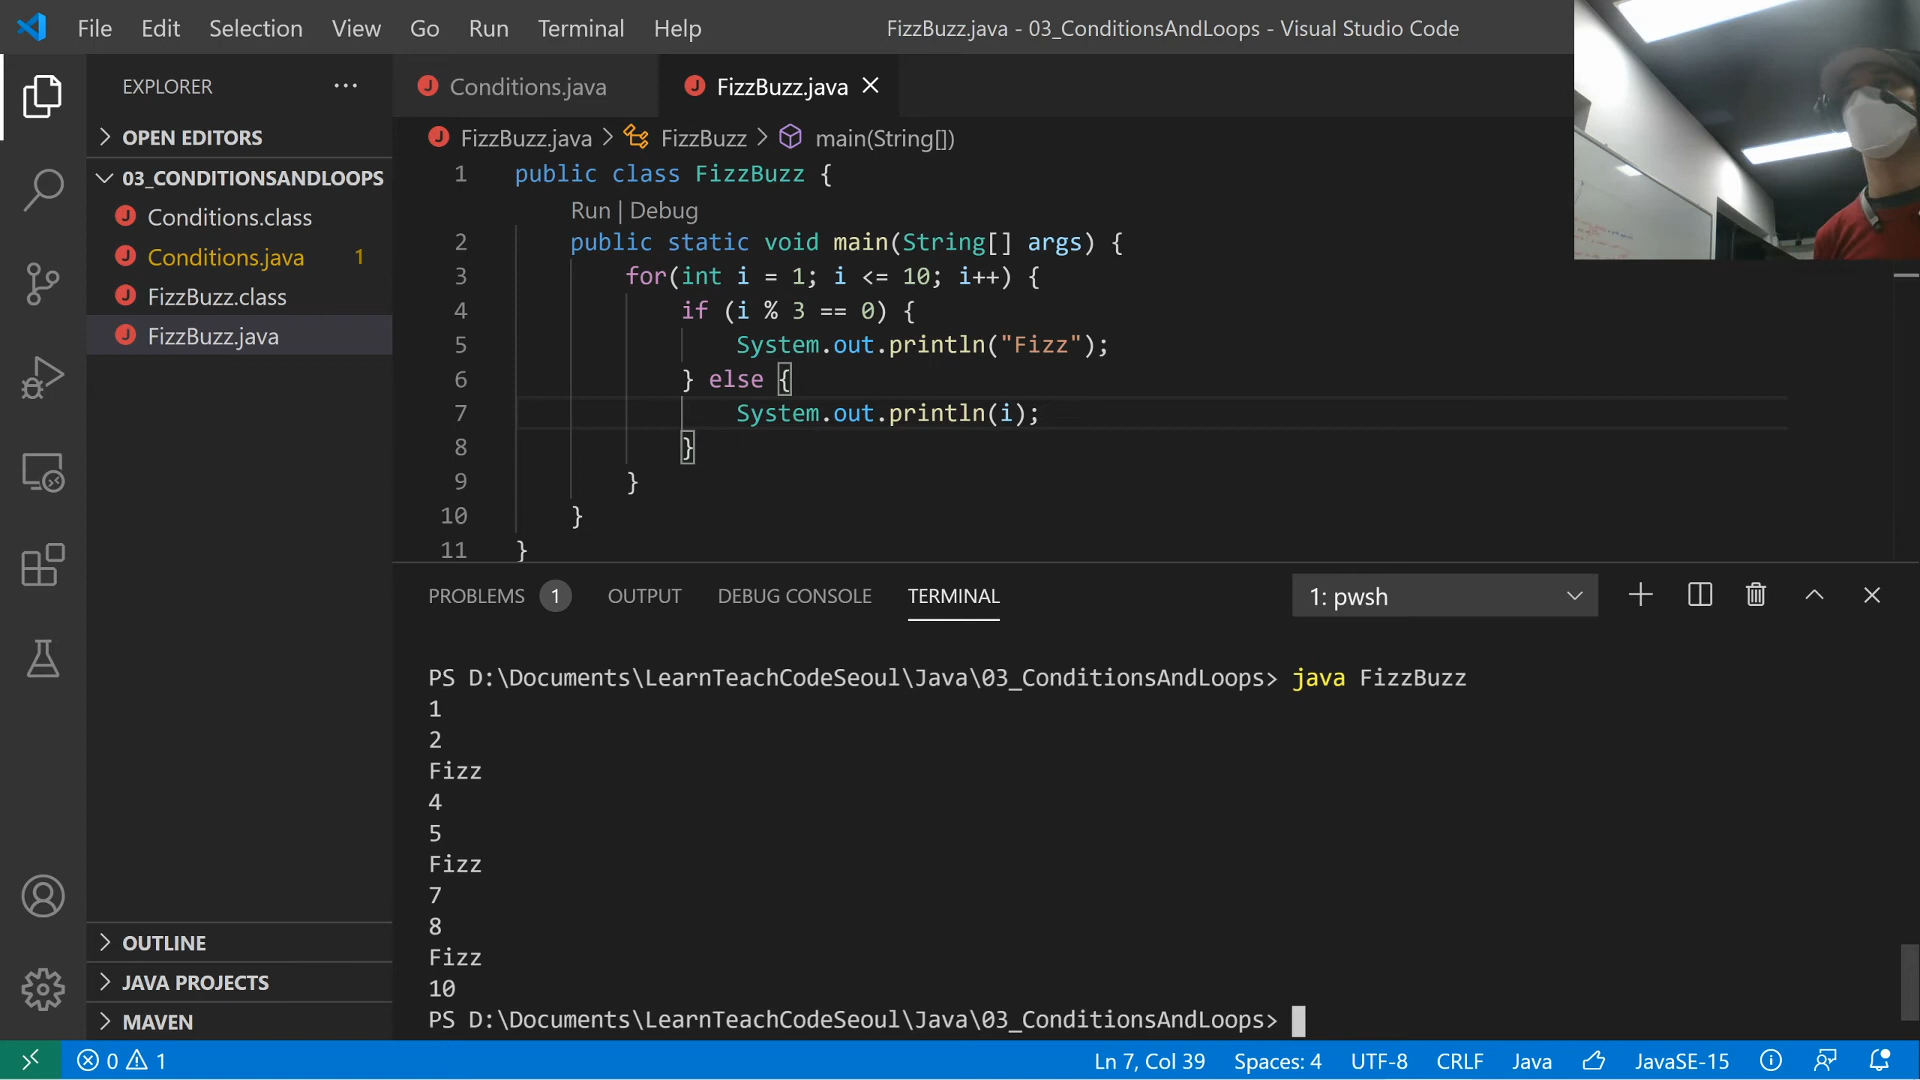 File Edit Selection View Go Run Terminal Help
FizzBuzz.java - 03_ConditionsAndLoops - Visual Studio Code
EXPLORER
OPEN EDITORS
03_CONDITIONSANDLOOPS
Conditions.class
Conditions.java 1
FizzBuzz.class
FizzBuzz.java
OUTLINE
JAVA PROJECTS
MAVEN
Conditions.java FizzBuzz.java
FizzBuzz.java > FizzBuzz > main(String[])
1 public class FizzBuzz {
Run | Debug
2 public static void main(String[] args) {
3 for(int i = 1; i <= 10; i++) {
4 if (i % 3 == 0) {
5 System.out.println("Fizz");
6 } else {
7 System.out.println(i);
8 }
9 }
10 }
11 }
PROBLEMS 1 OUTPUT DEBUG CONSOLE TERMINAL 1: pwsh
PS D:\Documents\LearnTeachCodeSeoul\Java\03_ConditionsAndLoops> java FizzBuzz
1
2
Fizz
4
5
Fizz
7
8
Fizz
10
PS D:\Documents\LearnTeachCodeSeoul\Java\03_ConditionsAndLoops>
0 1 Ln 7, Col 39 Spaces: 4 UTF-8 CRLF Java JavaSE-15